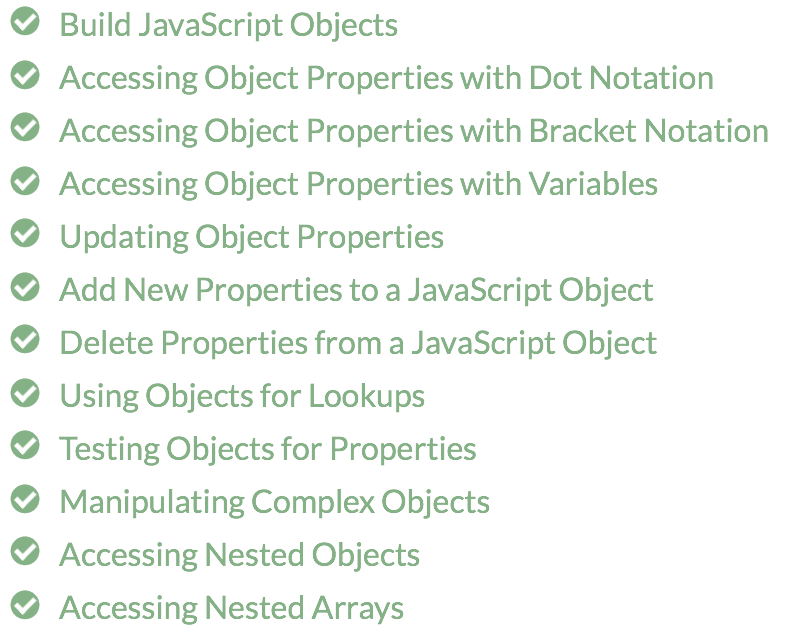 Build JavaScript Objects
Accessing Object Properties with Dot Notation
Accessing Object Properties with Bracket Notation
Accessing Object Properties with Variables
Updating Object Properties
Add New Properties to a JavaScript Object
Delete Properties from a JavaScript Object
Using Objects for Lookups
Testing Objects for Properties
Manipulating Complex Objects
Accessing Nested Objects
Accessing Nested Arrays